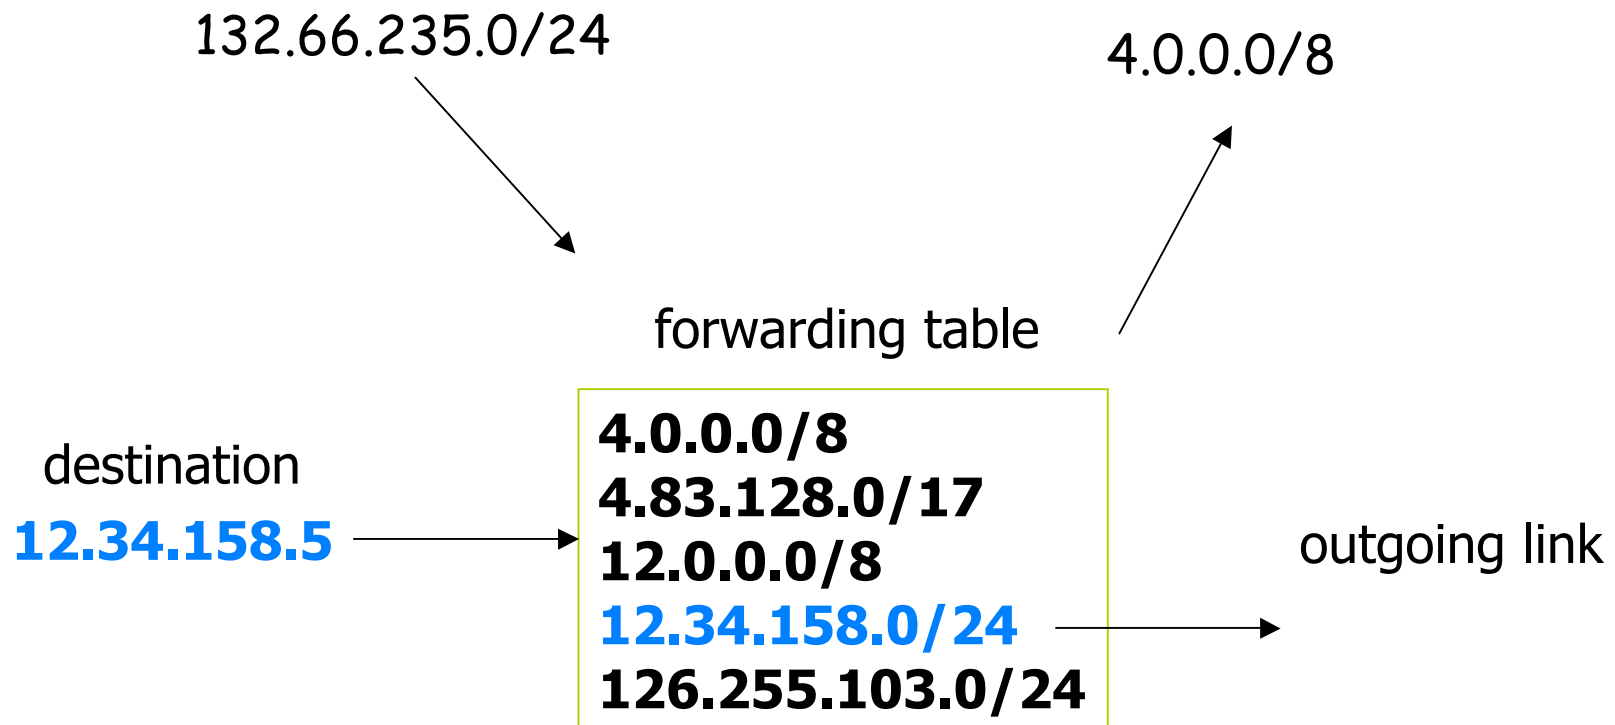 132.66.235.0/24
4.0.0.0/8
forwarding table
destination
12.34.158.5
4.0.0.0/8
4.83.128.0/17
12.0.0.0/8
12.34.158.0/24
126.255.103.0/24
outgoing link